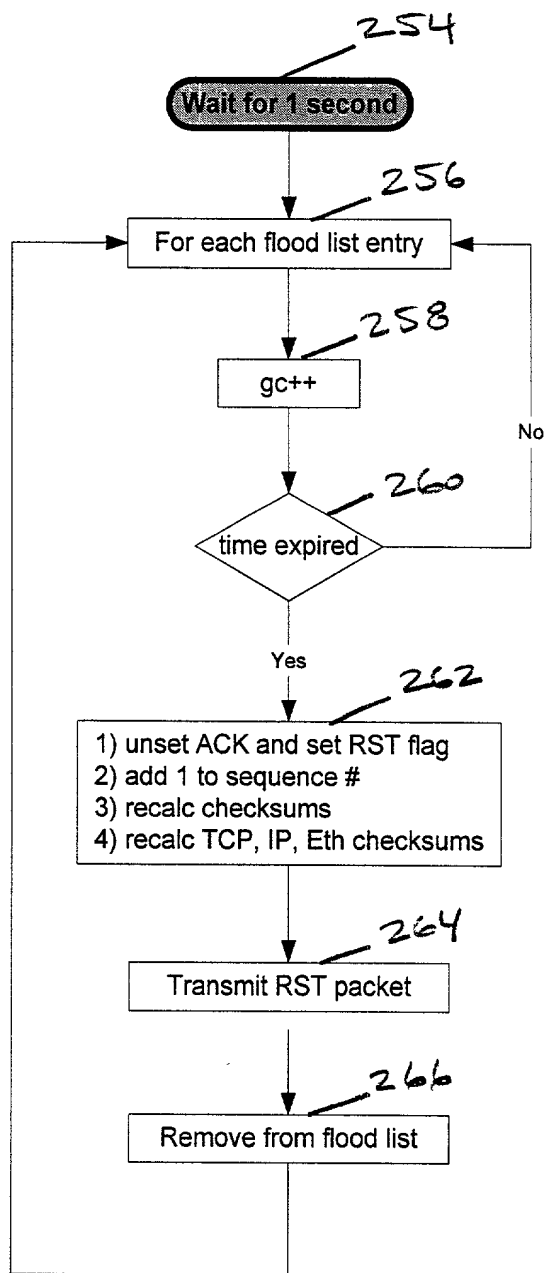 254
Wait for 1 second
256
For each flood list entry
258
gc++
No
260
time expired
Yes
262
1) unset ACK and set RST flag
2) add 1 to sequence #
3) recalc checksums
4) recalc TCP, IP, Eth checksums
264
Transmit RST packet
266
Remove from flood list